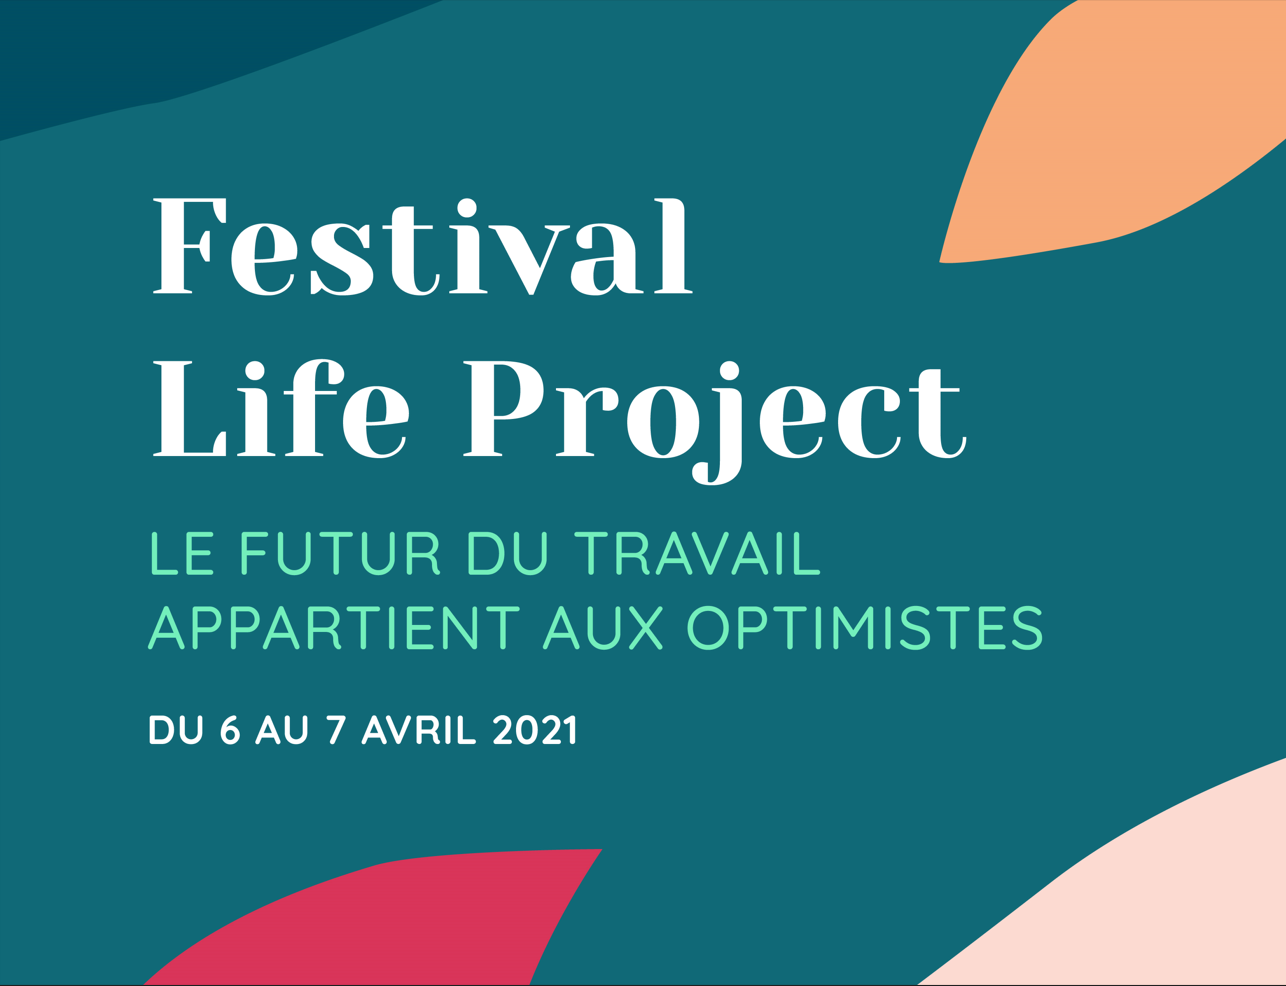 Festival
Life Project
LE FUTUR DU TRAVAIL
APPARTIENT AUX OPTIMISTES
DU 6 AU 7 AVRIL 2021